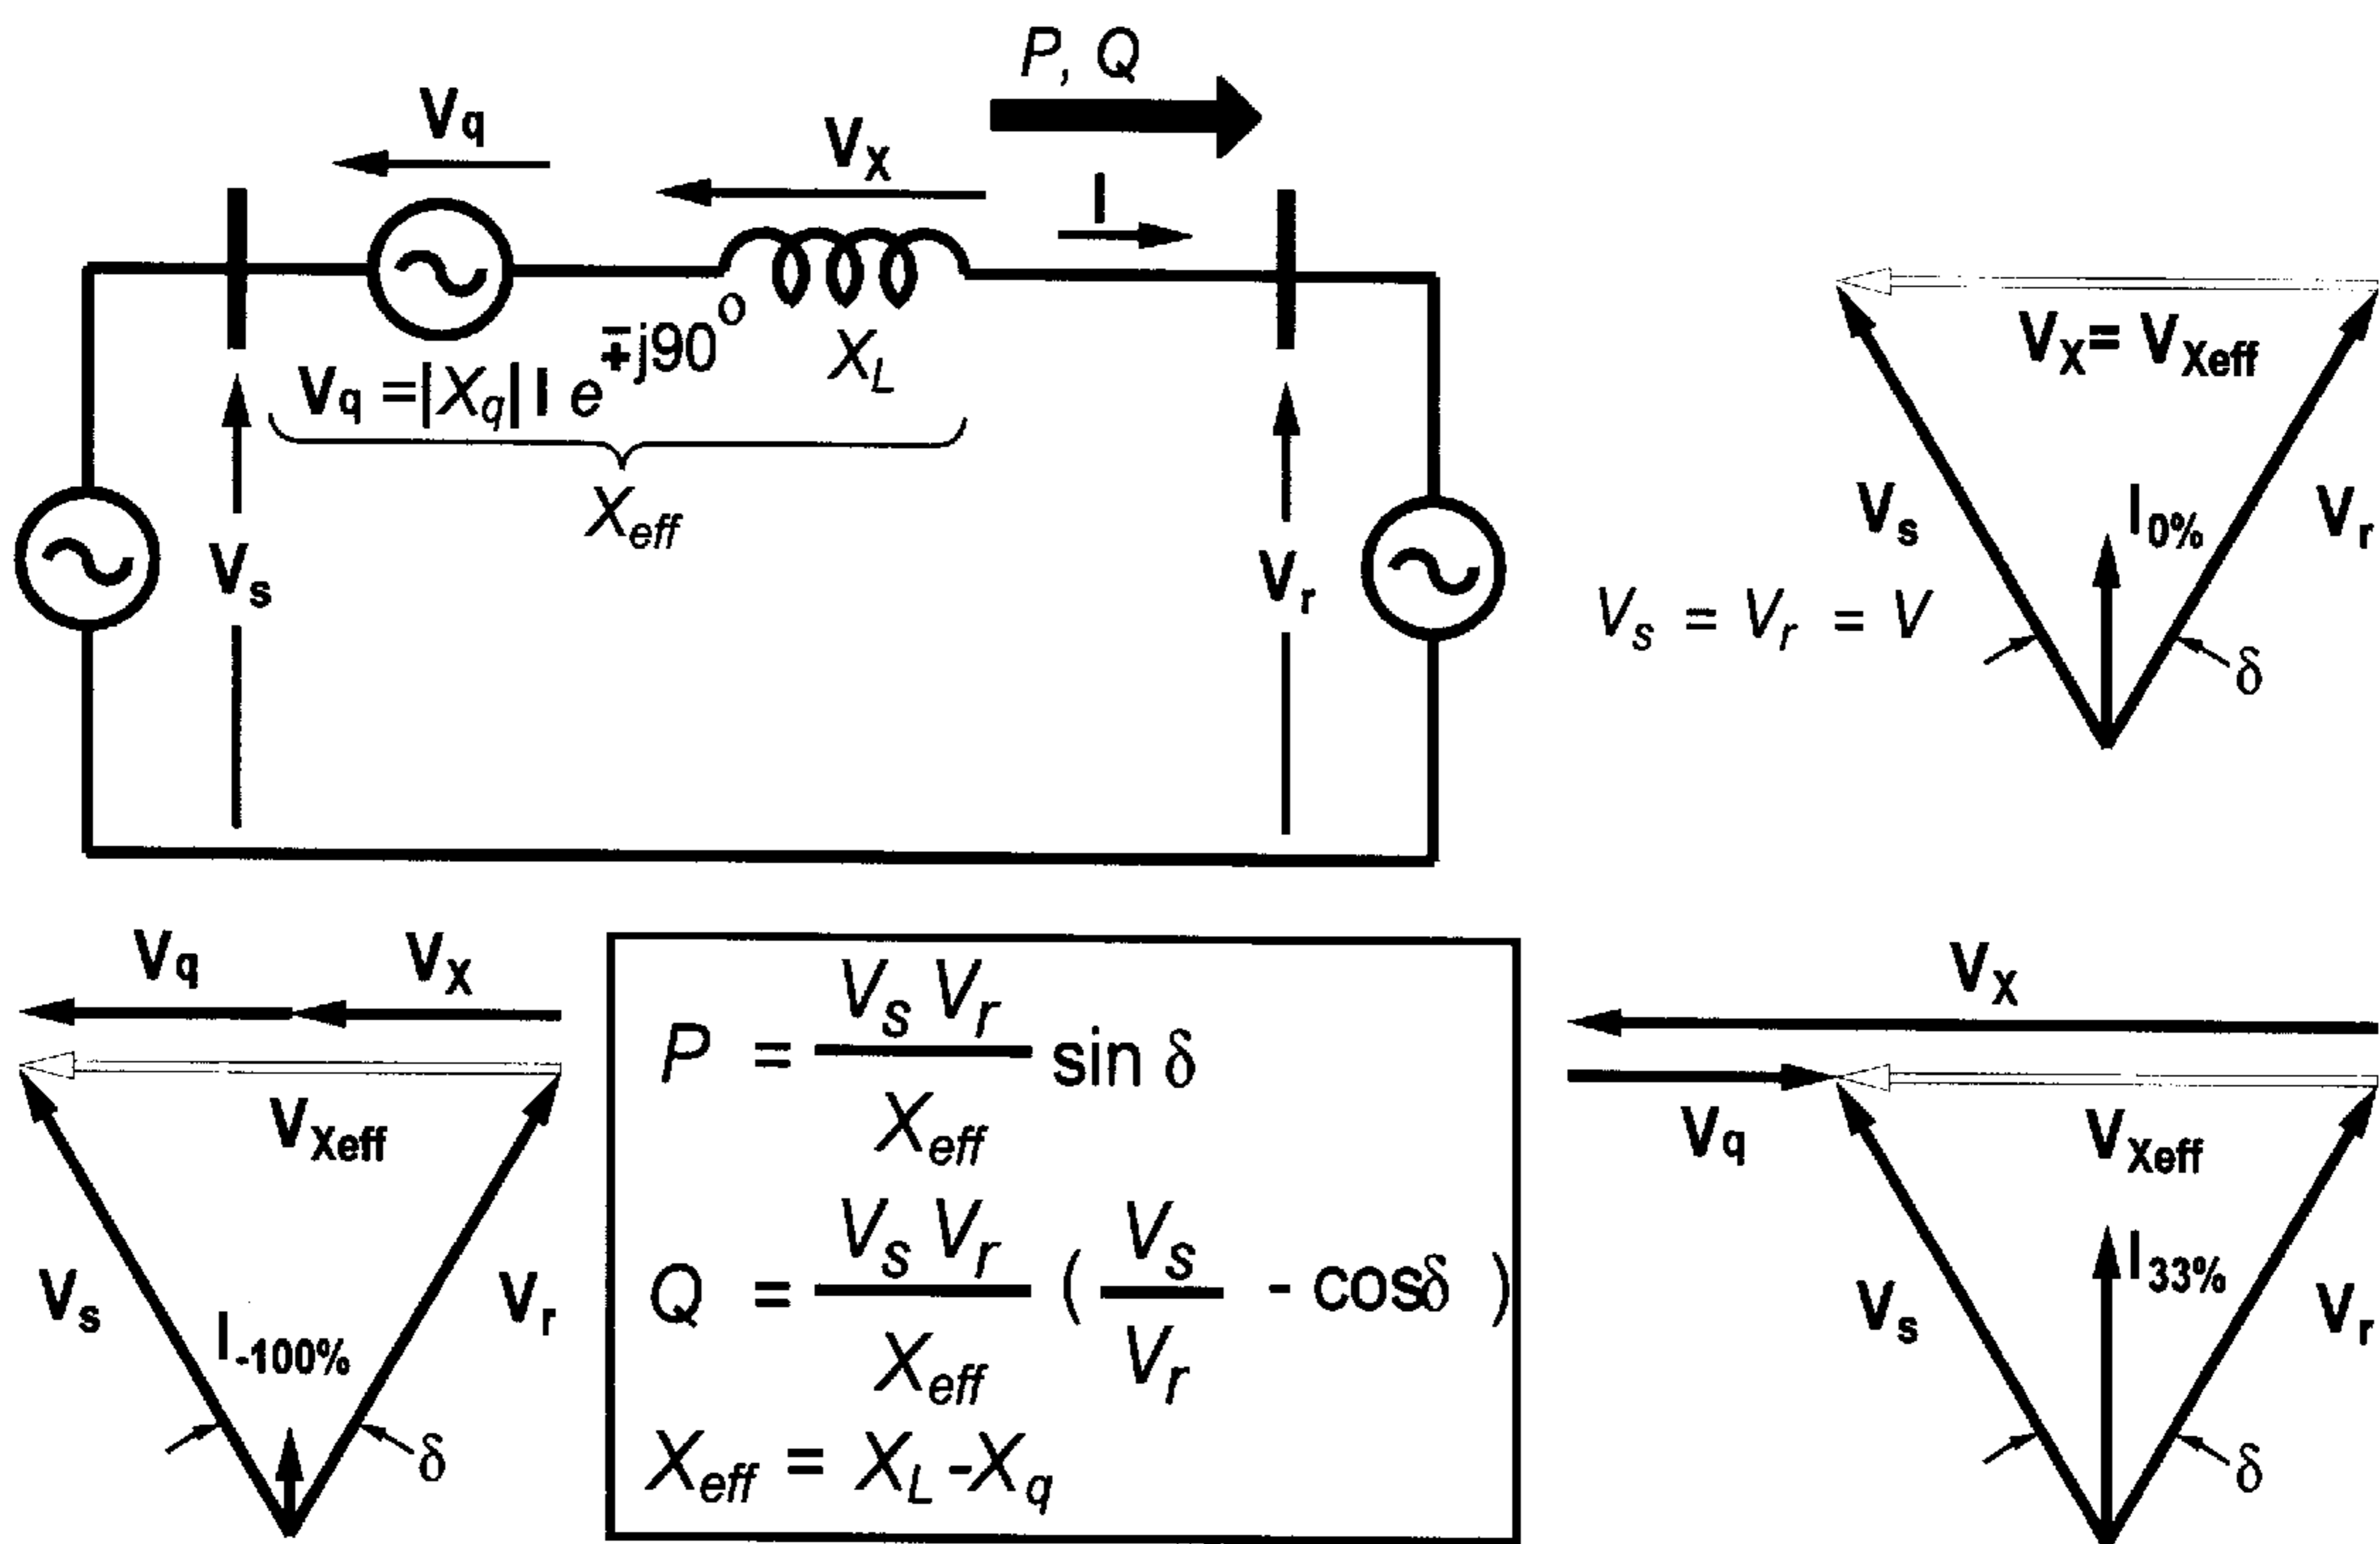 P, Q
Vq
VX
I
Vq =|Xq| I e∓j90°
XL
Xeff
Vs
Vr
VX= VXeff
Vs
I0%
Vr
Vs = Vr = V
δ
Vq
VX
VXeff
Vs
I-100%
Vr
δ
P = Vs Vr / Xeff sin δ
Q = Vs Vr / Xeff ( Vs / Vr - cosδ )
Xeff = XL -Xq
VX
Vq
VXeff
Vs
I33%
Vr
δ